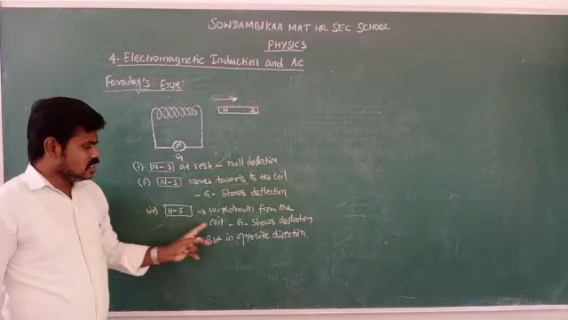 SOWDAMBIKAA MAT HR SEC SCHOOL
PHYSICS
4. Electromagnetic Induction and AC
Faraday's Expt:
N S
G
(i) N-S at rest - null deflection
(ii) N-S moves towards to the coil
- G- Shows deflection
iii) N-S → withdrawn from the
coil - G- Shows deflection
but in opposite direction